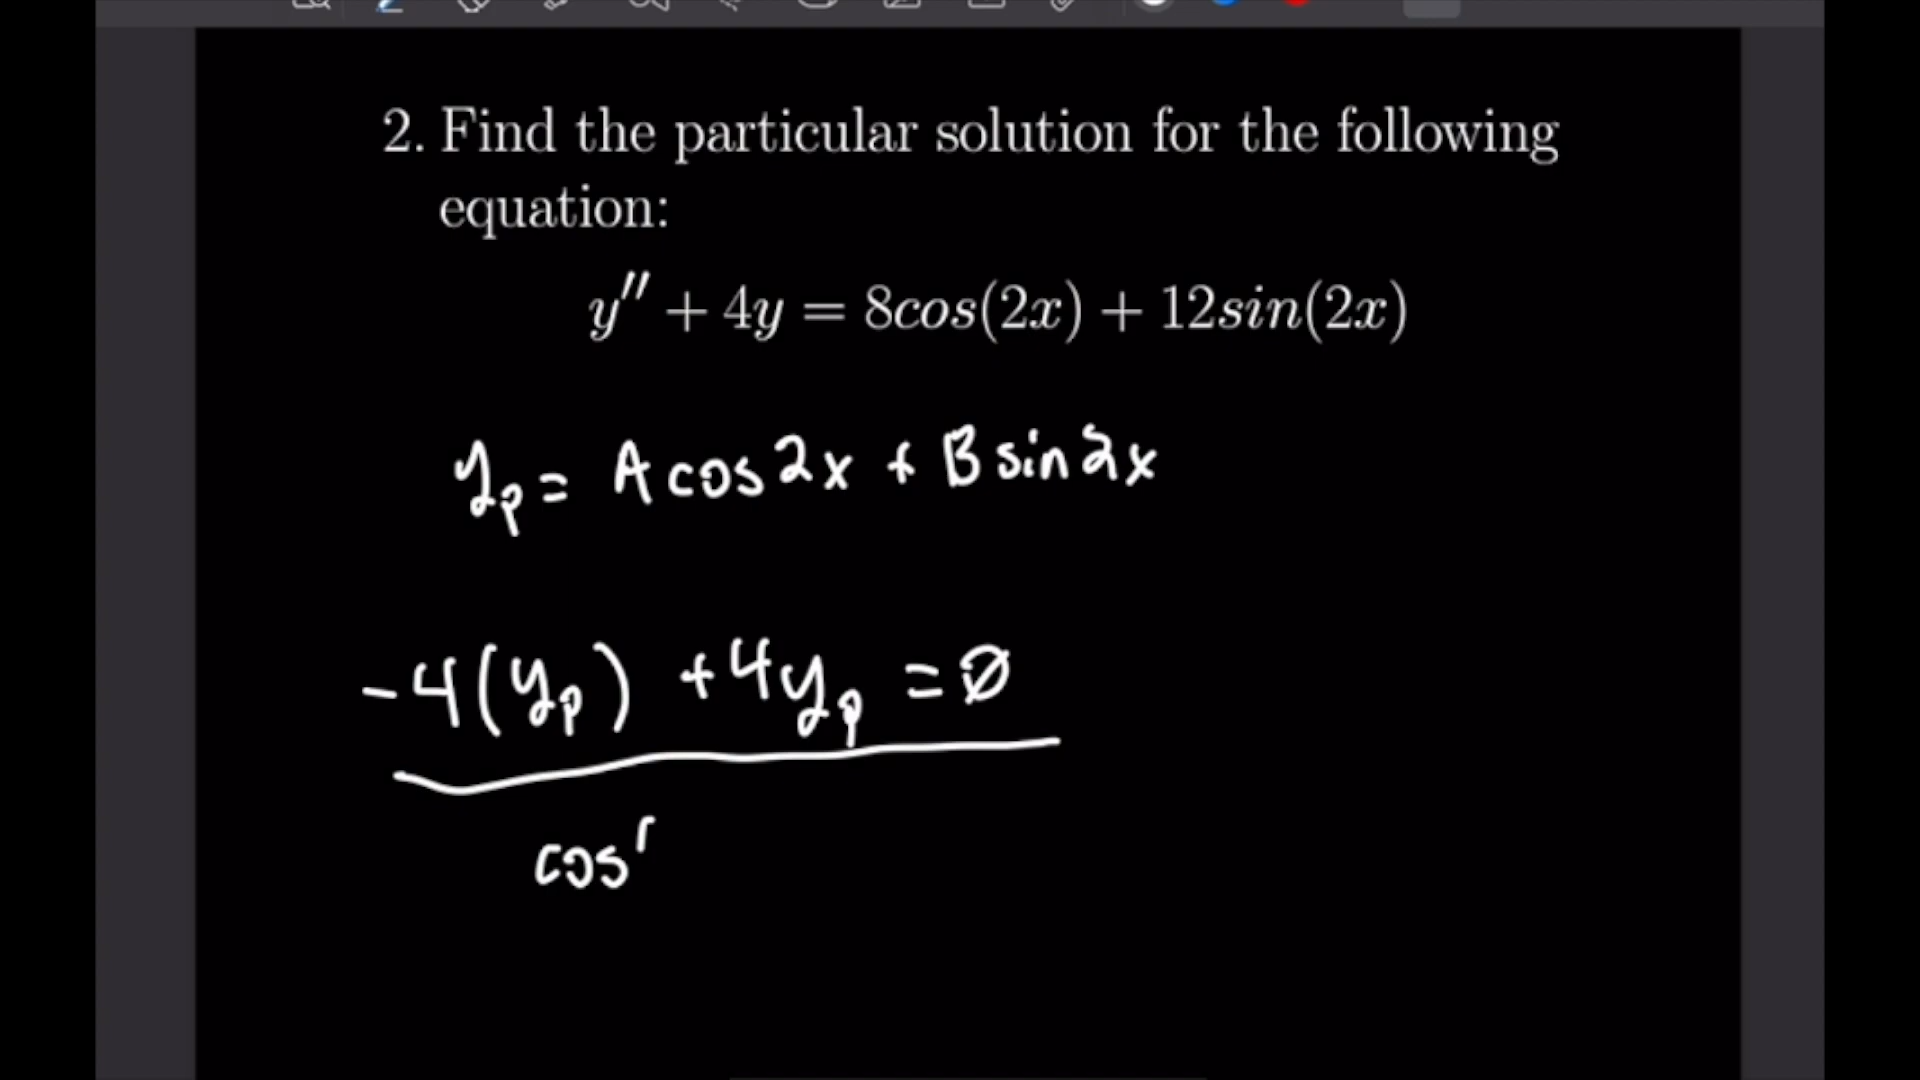 2. Find the particular solution for the following
equation:
y'' + 4y = 8cos(2x) + 12sin(2x)
yₚ = A cos 2x + B sin 2x
-4(yₚ) + 4yₚ = 0
cos